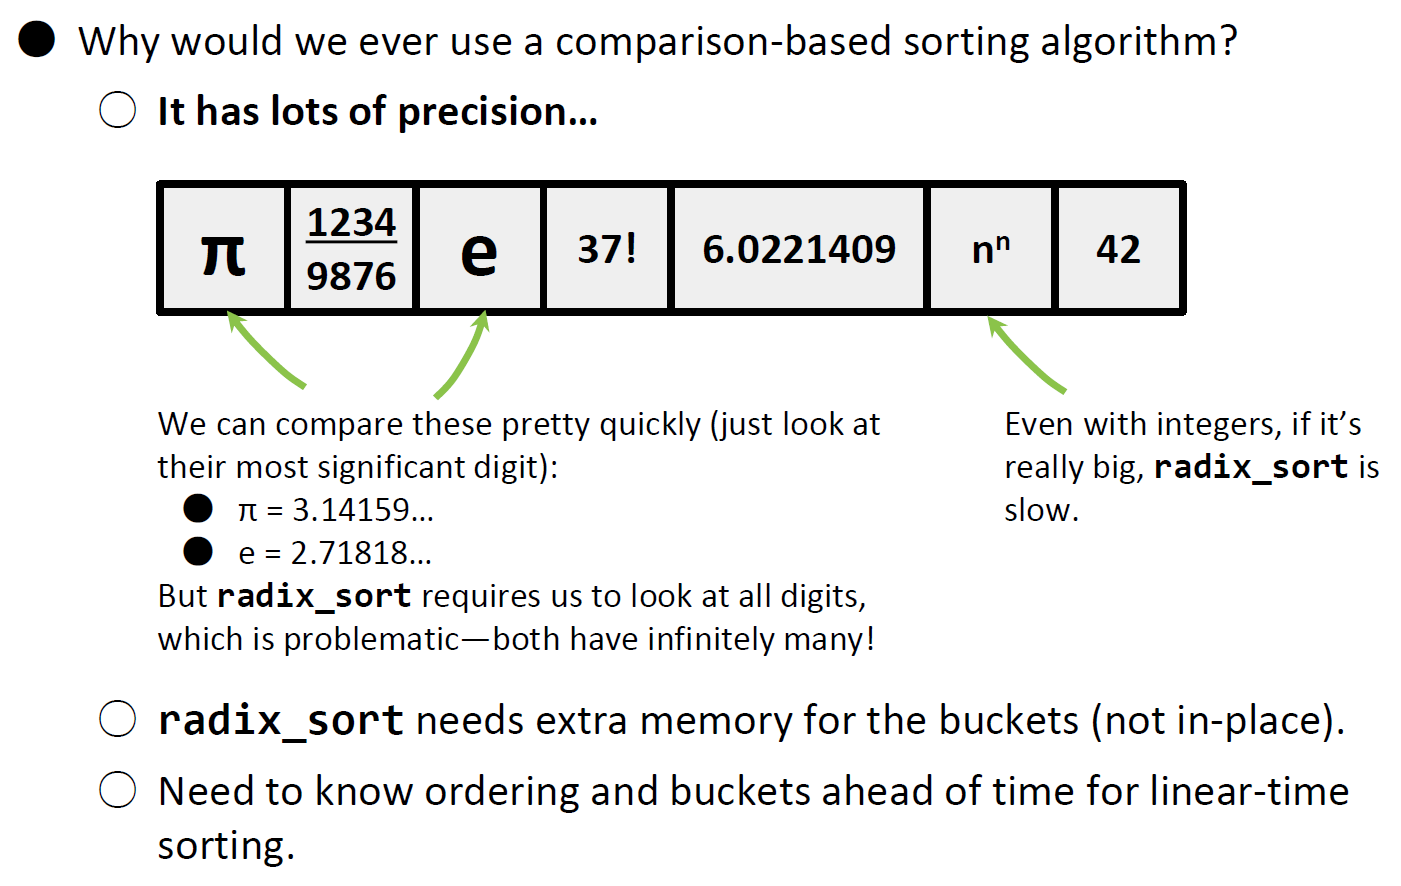 ● Why would we ever use a comparison-based sorting algorithm?
○ It has lots of precision…
π
1234
9876
e
37!
6.0221409
nⁿ
42
We can compare these pretty quickly (just look at
their most significant digit):
● π = 3.14159…
● e = 2.71818…
But radix_sort requires us to look at all digits,
which is problematic—both have infinitely many!
Even with integers, if it’s
really big, radix_sort is
slow.
○ radix_sort needs extra memory for the buckets (not in-place).
○ Need to know ordering and buckets ahead of time for linear-time
sorting.